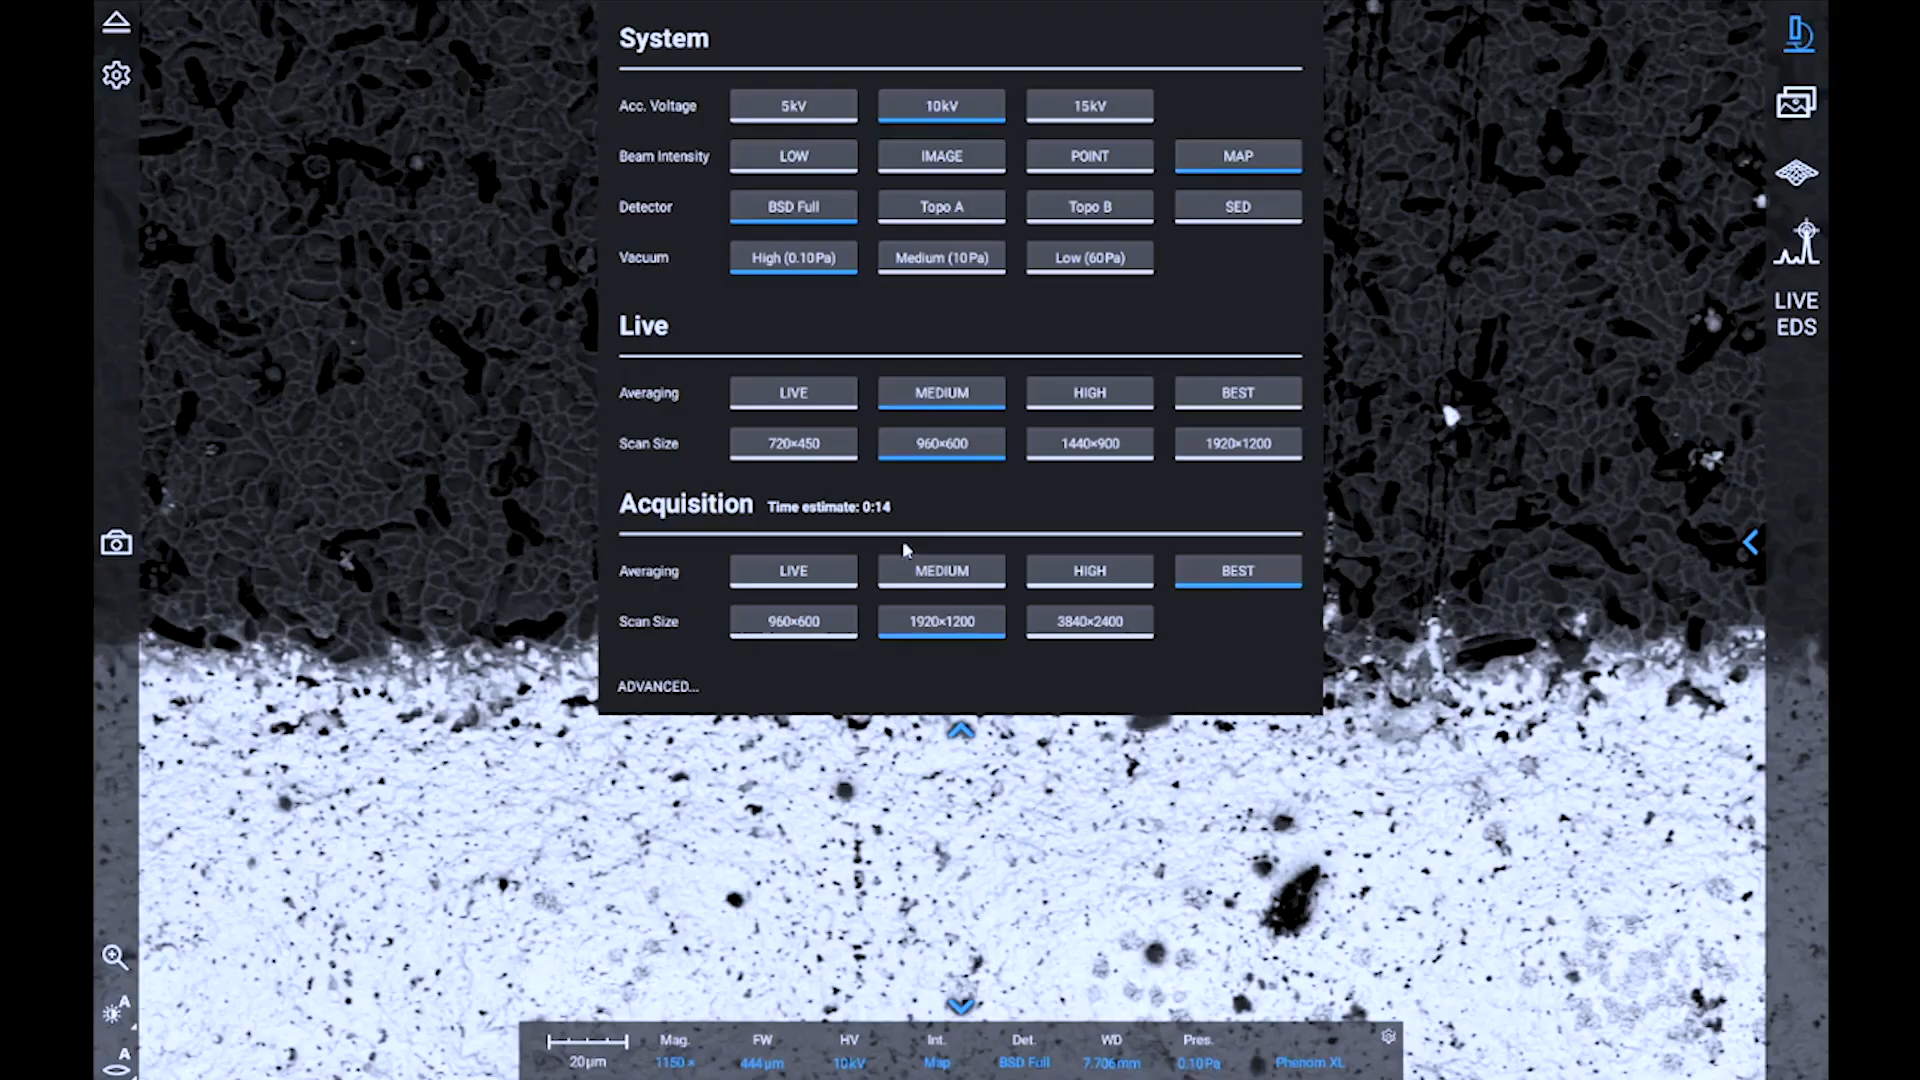 System
Acc. Voltage 5kV 10kV 15kV
Beam Intensity LOW IMAGE POINT MAP
Detector BSD Full Topo A Topo B SED
Vacuum High (0.10Pa) Medium (10Pa) Low (60Pa)
LIVE
EDS
Live
Averaging LIVE MEDIUM HIGH BEST
Scan Size 720×450 960×600 1440×900 1920×1200
Acquisition Time estimate: 0:14
Averaging LIVE MEDIUM HIGH BEST
Scan Size 960×600 1920×1200 3840×2400
ADVANCED...
A
A
Mag. FW HV Int. Det. WD Pres.
20µm 1150 × 444µm 10kV Map BSD Full 7.706mm 0.10Pa Phenom XL